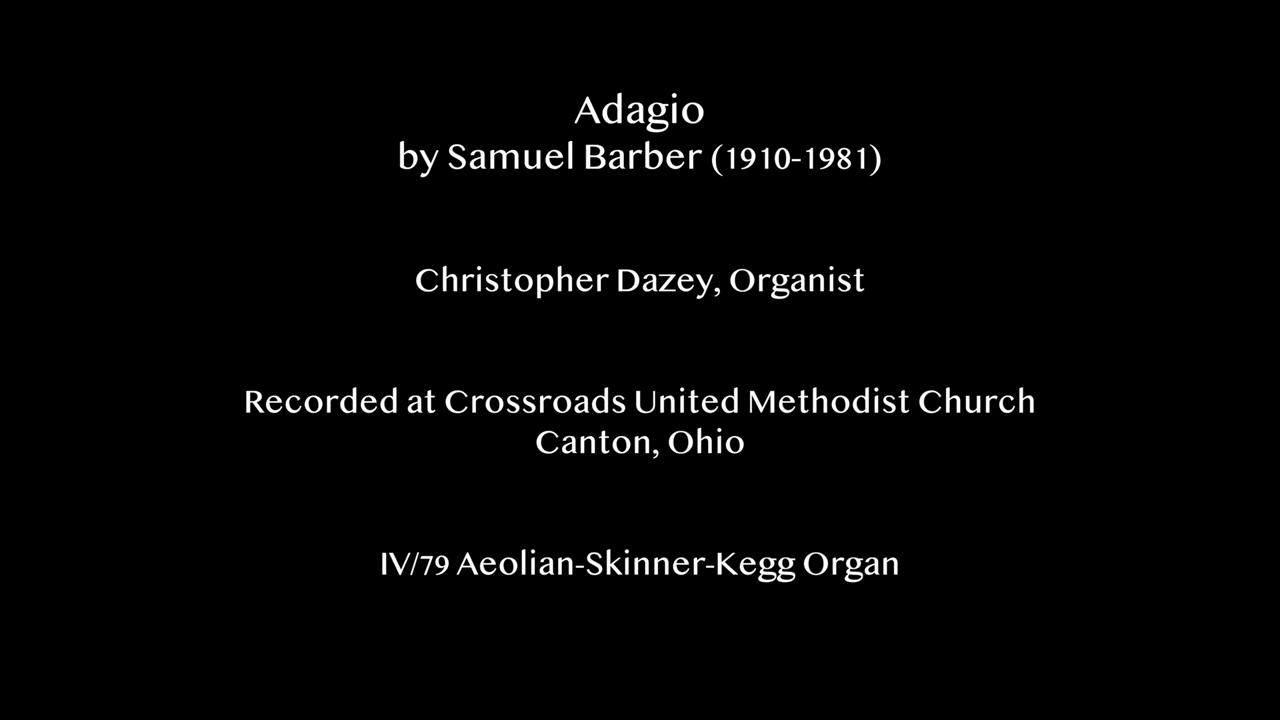 Adagio
by Samuel Barber (1910-1981)
Christopher Dazey, Organist
Recorded at Crossroads United Methodist Church
Canton, Ohio
IV/79 Aeolian-Skinner-Kegg Organ